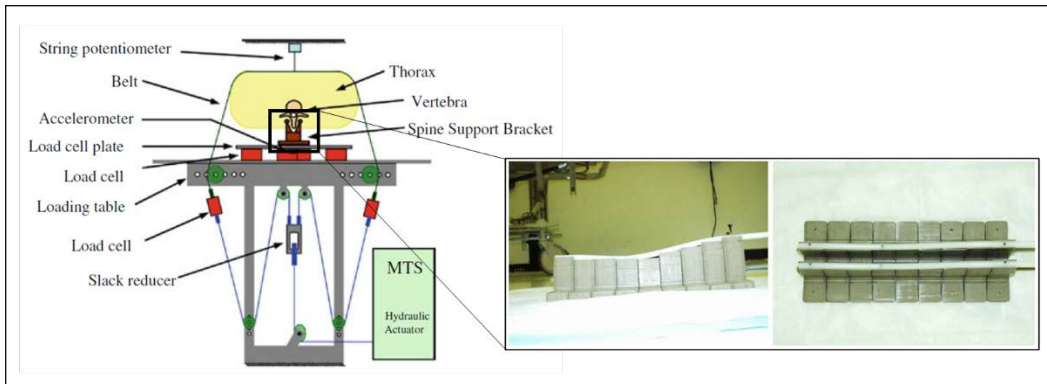 String potentiometer
Belt
Accelerometer
Load cell plate
Load cell
Loading table
Load cell
Slack reducer
Thorax
Vertebra
Spine Support Bracket
MTS
Hydraulic
Actuator